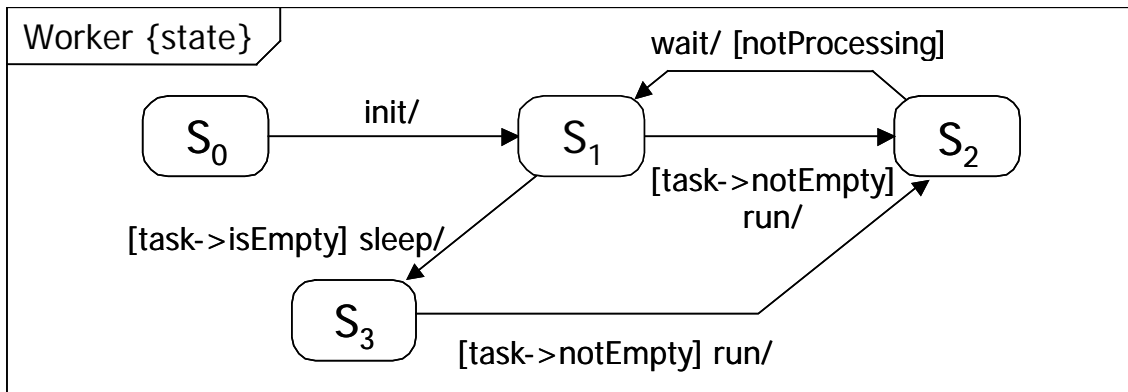 Worker {state}
wait/ [notProcessing]
init/
S₀
S₁
S₂
[task->notEmpty]
run/
[task->isEmpty] sleep/
S₃
[task->notEmpty] run/